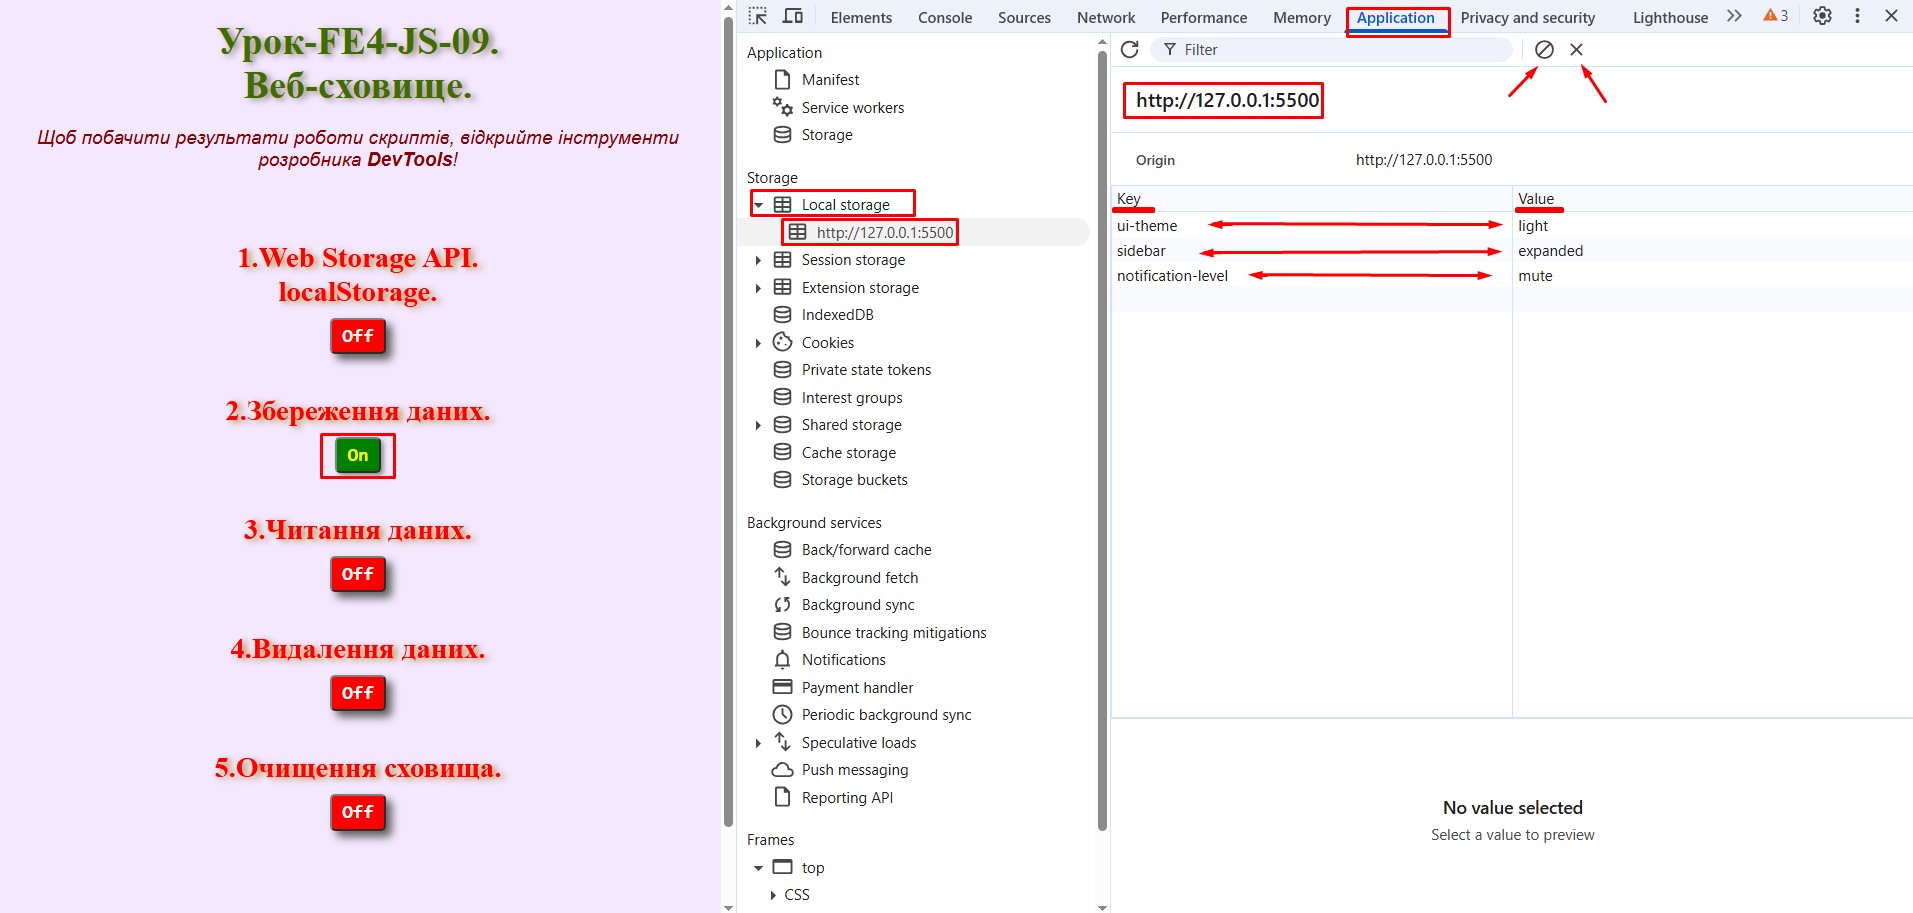 Урок-FE4-JS-09.
Веб-сховище.
Щоб побачити результати роботи скриптів, відкрийте інструменти
розробника DevTools!
1.Web Storage API.
localStorage.
Off
2.Збереження даних.
On
3.Читання даних.
Off
4.Видалення даних.
Off
5.Очищення сховища.
Off
Elements Console Sources Network Performance Memory Application Privacy and security Lighthouse 3
Application
Manifest
Service workers
Storage
Storage
Local storage
http://127.0.0.1:5500
Session storage
Extension storage
IndexedDB
Cookies
Private state tokens
Interest groups
Shared storage
Cache storage
Storage buckets
Background services
Back/forward cache
Background fetch
Background sync
Bounce tracking mitigations
Notifications
Payment handler
Periodic background sync
Speculative loads
Push messaging
Reporting API
Frames
top
CSS
Filter
http://127.0.0.1:5500
Origin http://127.0.0.1:5500
Key Value
ui-theme light
sidebar expanded
notification-level mute
No value selected
Select a value to preview